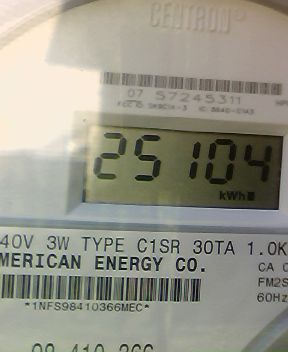 CENTRON®
07 57245311
25104
kWh
40V 3W TYPE C1SR 30TA 1.0K
MERICAN ENERGY CO.
CA 0
FM2S
*1NFS98410366MEC*
60Hz